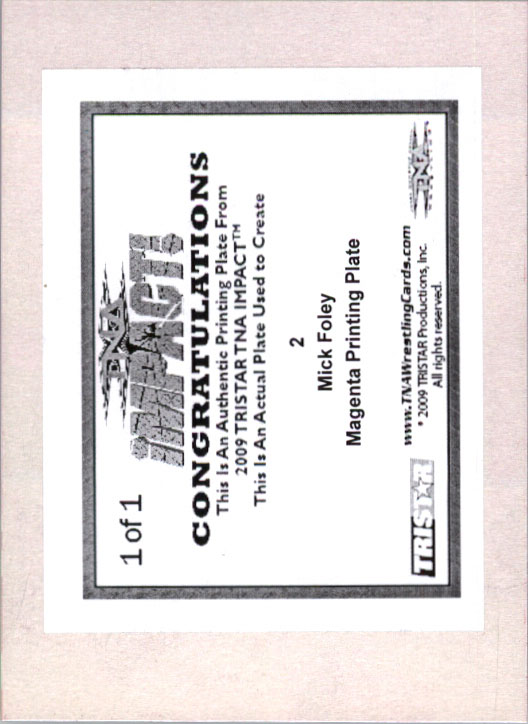 1 of 1
TNA
iMPACT!
CONGRATULATIONS
This Is An Authentic Printing Plate From
2009 TRISTAR TNA IMPACT™
This Is An Actual Plate Used to Create
2
Mick Foley
Magenta Printing Plate
TRISTAR
www.TNAWrestlingCards.com
* 2009 TRISTAR Productions, Inc.
All rights reserved.
TNA